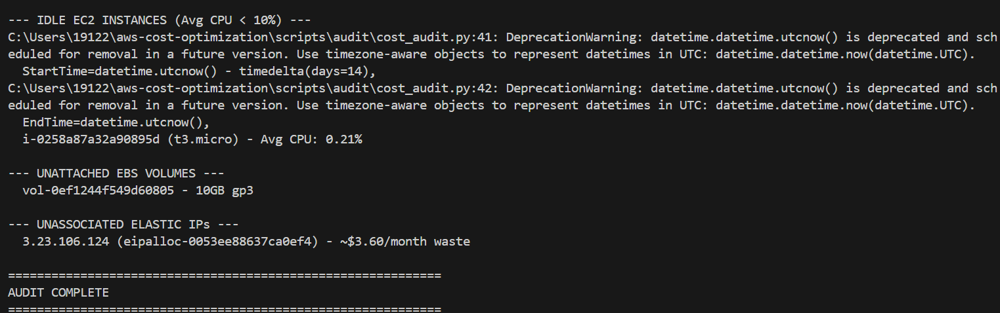 --- IDLE EC2 INSTANCES (Avg CPU < 10%) ---
C:\Users\19122\aws-cost-optimization\scripts\audit\cost_audit.py:41: DeprecationWarning: datetime.datetime.utcnow() is deprecated and sch
eduled for removal in a future version. Use timezone-aware objects to represent datetimes in UTC: datetime.datetime.now(datetime.UTC).
  StartTime=datetime.utcnow() - timedelta(days=14),
C:\Users\19122\aws-cost-optimization\scripts\audit\cost_audit.py:42: DeprecationWarning: datetime.datetime.utcnow() is deprecated and sch
eduled for removal in a future version. Use timezone-aware objects to represent datetimes in UTC: datetime.datetime.now(datetime.UTC).
  EndTime=datetime.utcnow(),
  i-0258a87a32a90895d (t3.micro) - Avg CPU: 0.21%

--- UNATTACHED EBS VOLUMES ---
  vol-0ef1244f549d60805 - 10GB gp3

--- UNASSOCIATED ELASTIC IPs ---
  3.23.106.124 (eipalloc-0053ee88637ca0ef4) - ~$3.60/month waste

============================================================
AUDIT COMPLETE
============================================================